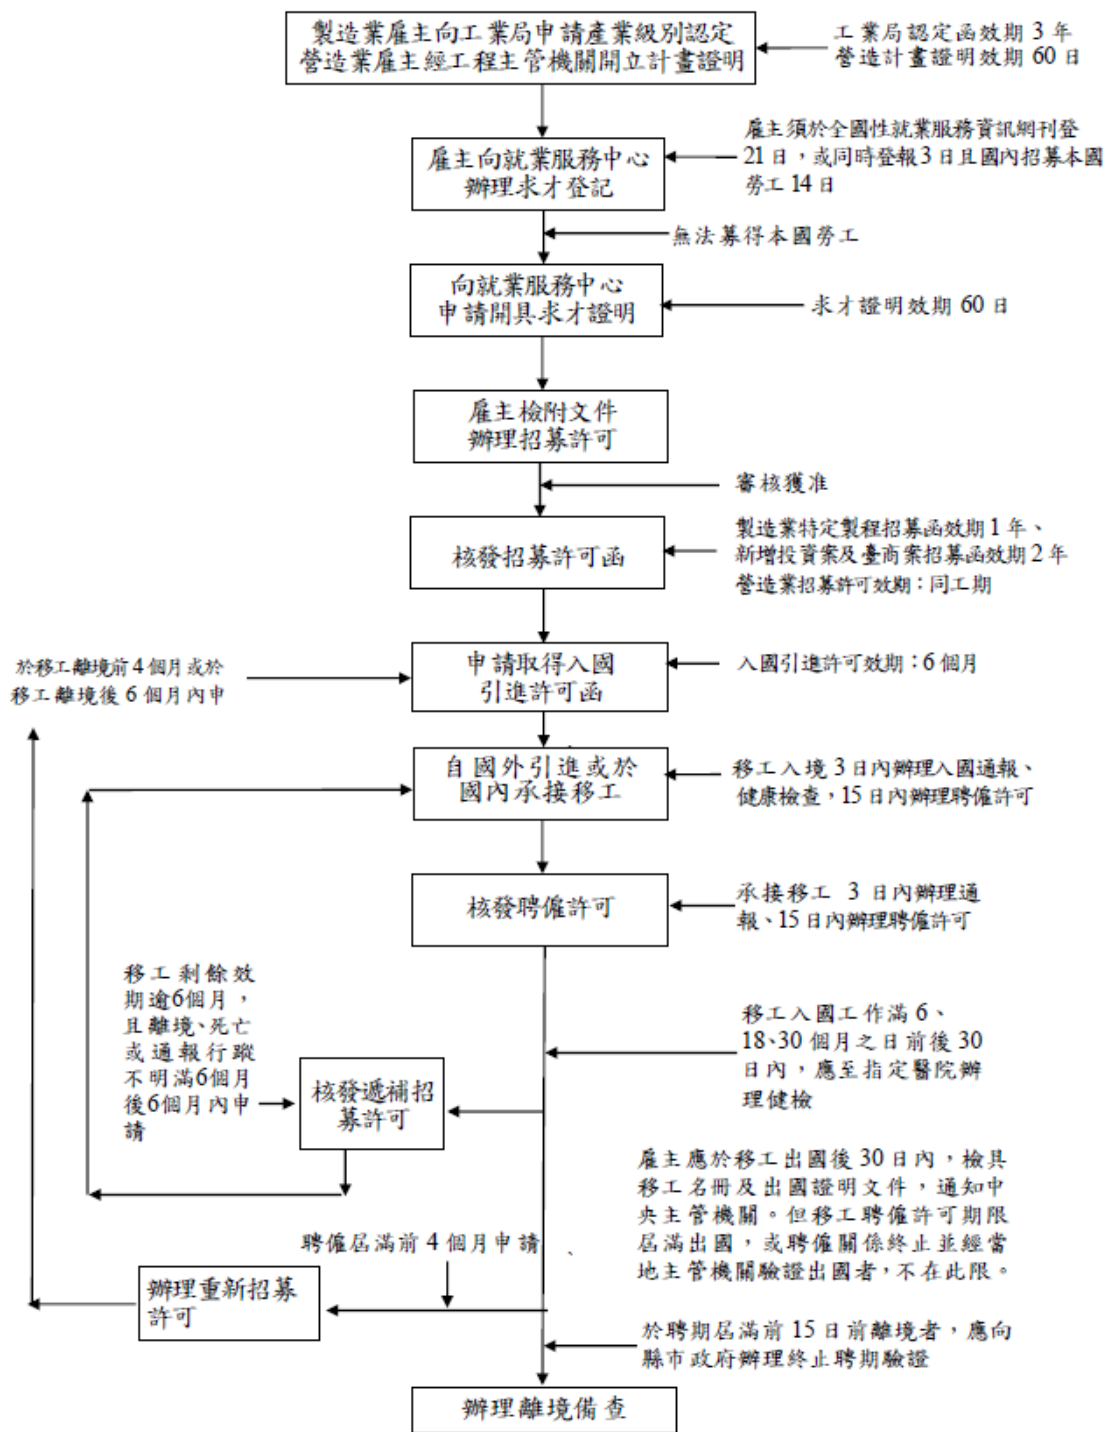 製造業雇主向工業局申請產業級別認定
營造業雇主經工程主管機關開立計畫證明
工業局認定函效期 3 年
營造計畫證明效期 60 日
雇主向就業服務中心
辦理求才登記
雇主須於全國性就業服務資訊網刊登
21 日，或同時登報 3 日且國內招募本國
勞工 14 日
無法募得本國勞工
向就業服務中心
申請開具求才證明
求才證明效期 60 日
雇主檢附文件
辦理招募許可
審核獲准
核發招募許可函
製造業特定製程招募函效期 1 年、
新增投資案及臺商案招募函效期 2 年
營造業招募許可效期：同工期
於移工離境前 4 個月或於
移工離境後 6 個月內申
申請取得入國
引進許可函
入國引進許可效期：6 個月
自國外引進或於
國內承接移工
移工入境 3 日內辦理入國通報、
健康檢查，15 日內辦理聘僱許可
核發聘僱許可
承接移工 3 日內辦理通
報、15 日內辦理聘僱許可
移工剩餘效
期逾6個月，
且離境、死亡
或通報行蹤
不明滿6個月
後6個月內申
請
核發遞補招
募許可
移工入國工作滿 6、
18、30 個月之日前後 30
日內，應至指定醫院辦
理健檢
雇主應於移工出國後 30 日內，檢具
移工名冊及出國證明文件，通知中
央主管機關。但移工聘僱許可期限
屆滿出國，或聘僱關係終止並經當
地主管機關驗證出國者，不在此限。
聘僱屆滿前 4 個月申請
、
辦理重新招募
許可
於聘期屆滿前 15 日前離境者，應向
縣市政府辦理終止聘期驗證
辦理離境備查